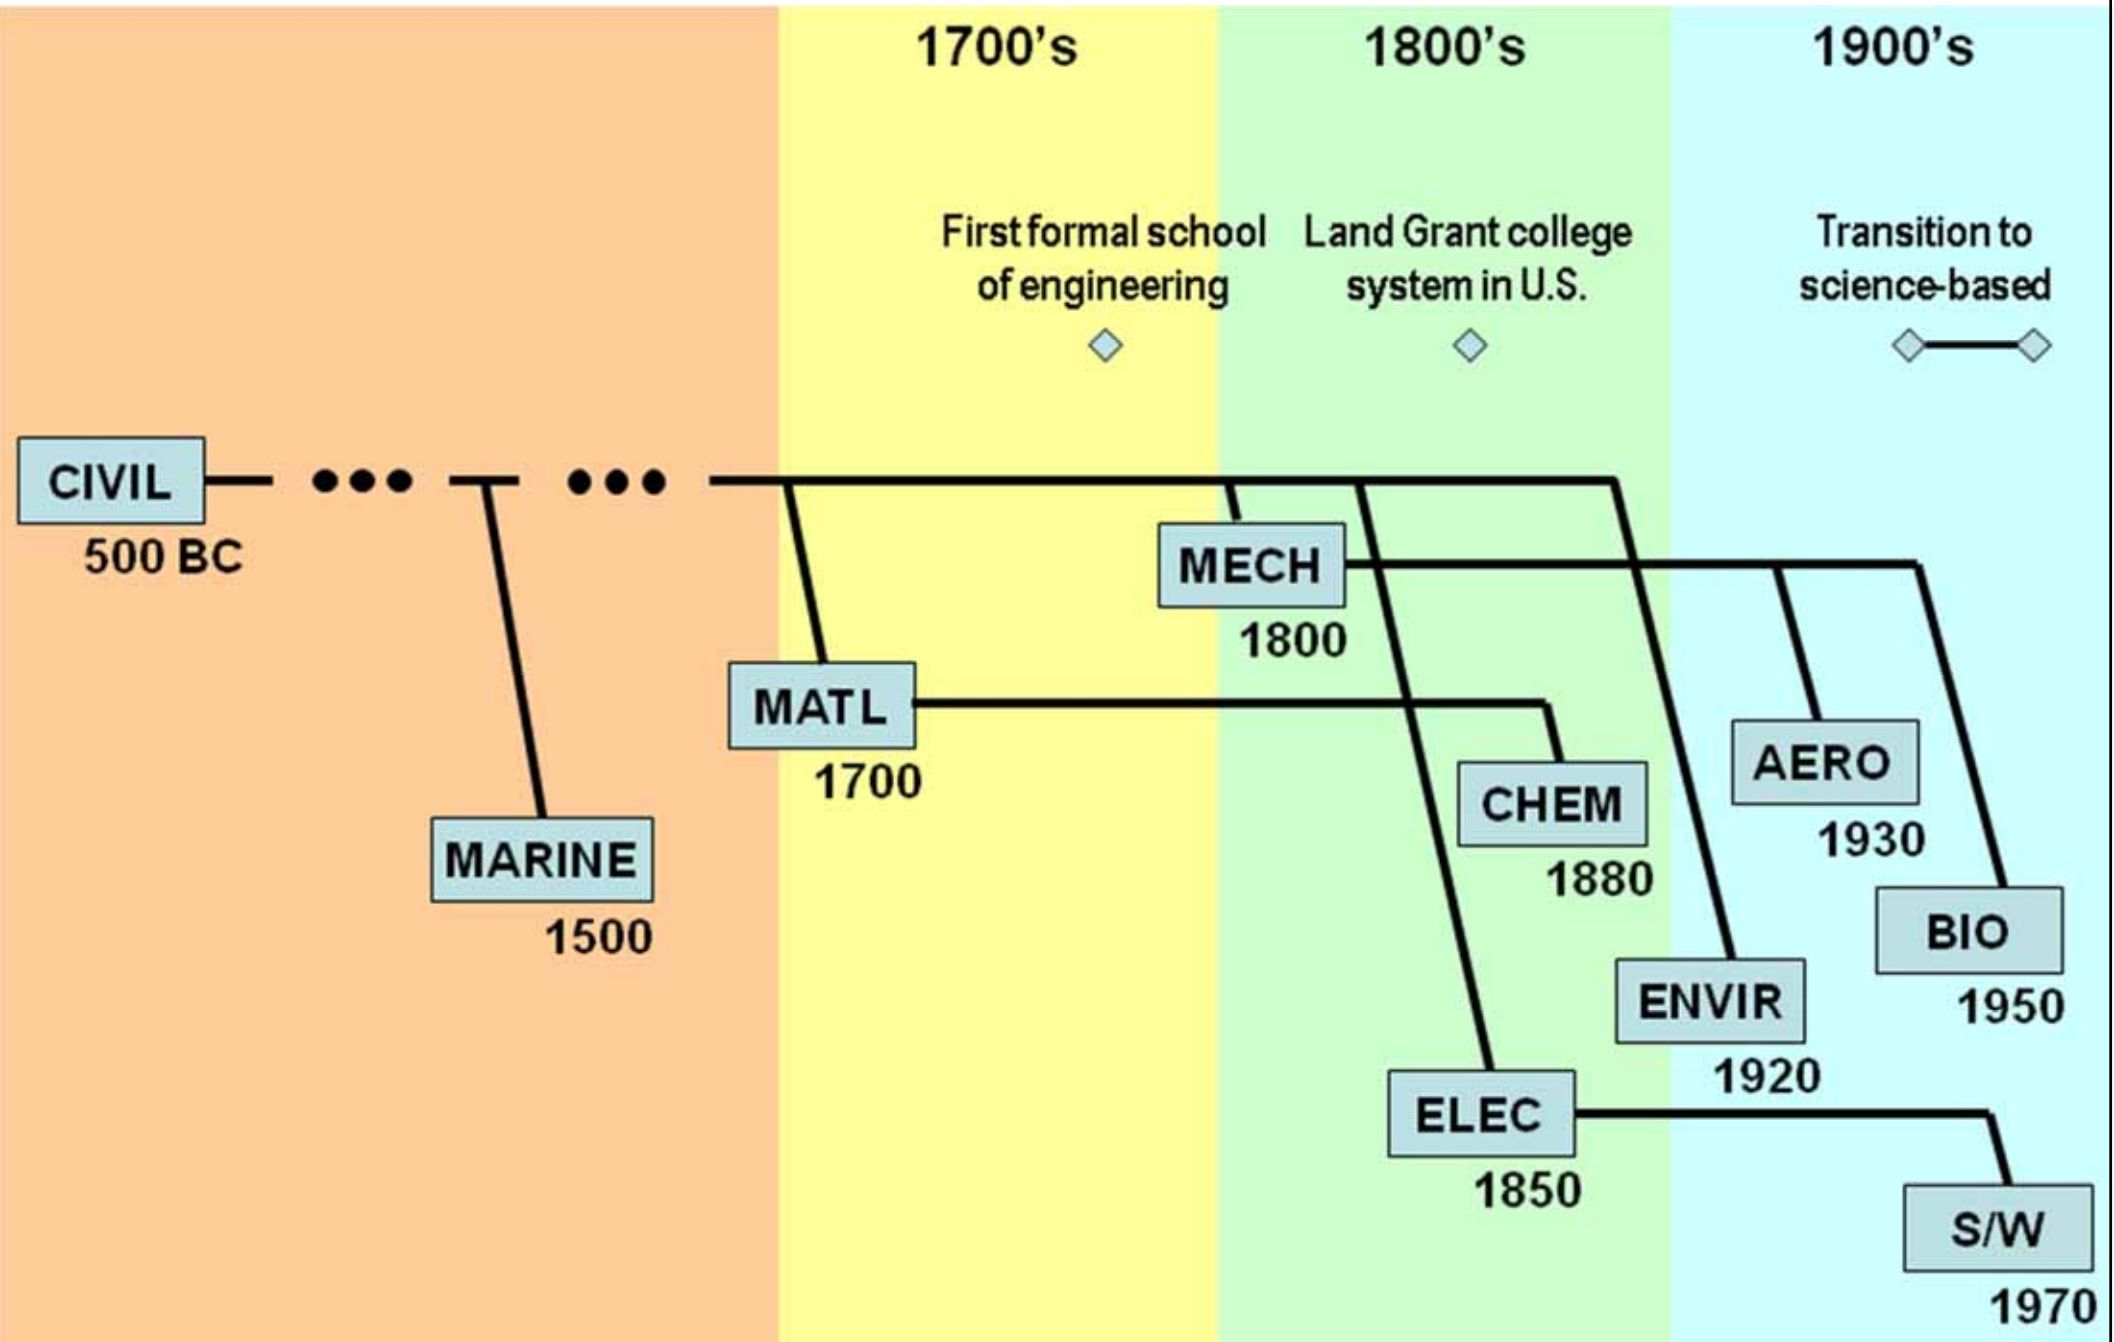 1700's
1800's
1900's
First formal school
of engineering
Land Grant college
system in U.S.
Transition to
science-based
CIVIL
500 BC
MECH
1800
MATL
1700
AERO
1930
CHEM
1880
MARINE
1500
BIO
1950
ENVIR
1920
ELEC
1850
S/W
1970